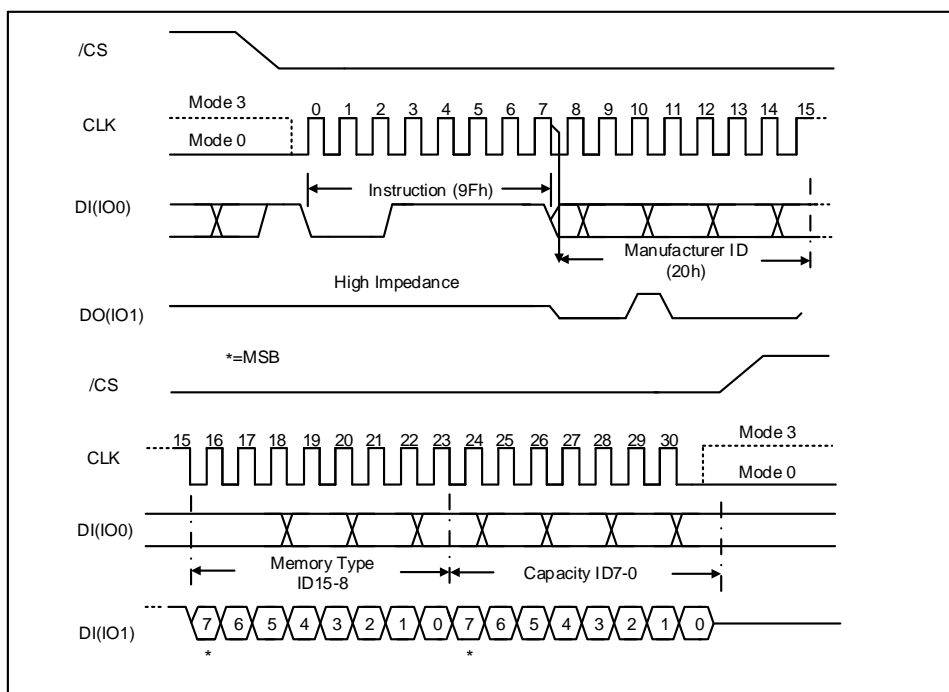 /CS
Mode 3
CLK
Mode 0
0 1 2 3 4 5 6 7 8 9 10 11 12 13 14 15
Instruction (9Fh)
DI(IO0)
Manufacturer ID
(20h)
High Impedance
DO(IO1)
*=MSB
/CS
15 16 17 18 19 20 21 22 23 24 25 26 27 28 29 30
Mode 3
CLK
Mode 0
DI(IO0)
Memory Type
ID15-8
Capacity ID7-0
DI(IO1)
7 6 5 4 3 2 1 0 7 6 5 4 3 2 1 0
* *